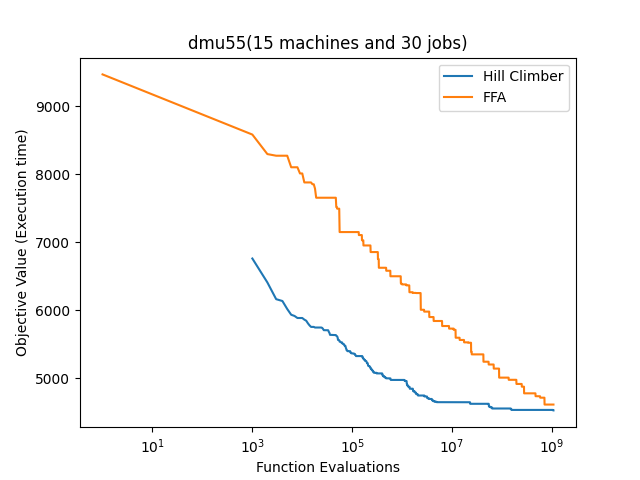 dmu55(15 machines and 30 jobs)
Hill Climber
FFA
Objective Value (Execution time)
9000
8000
7000
6000
5000
10^1
10^3
10^5
10^7
10^9
Function Evaluations